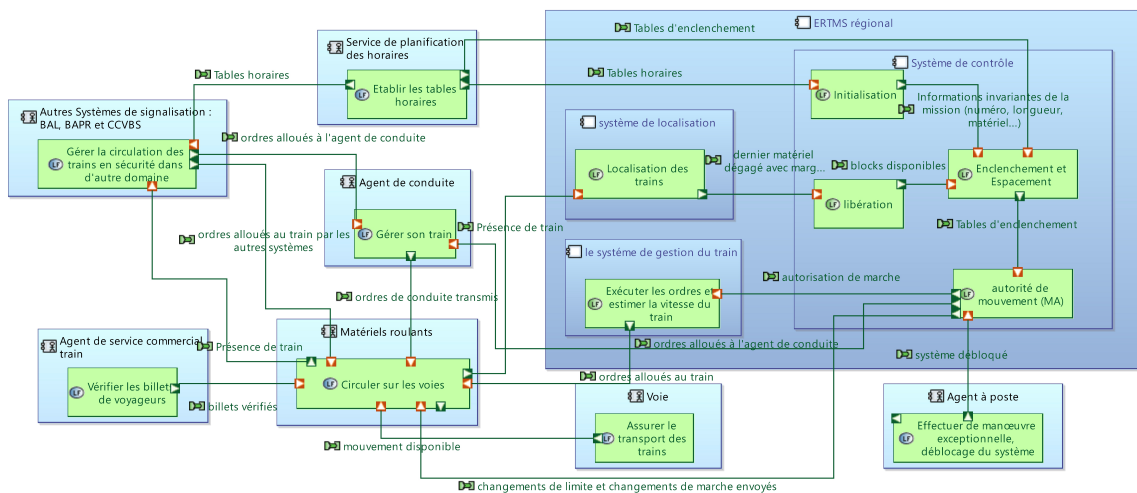 Tables d'enclenchement
ERTMS régional
Service de planification
des horaires
Système de contrôle
Tables horaires
Tables horaires
Etablir les tables
horaires
Initialisation
Informations invariantes de la
mission (numéro, longueur,
matériel...)
Autres Systèmes de signalisation :
BAL, BAPR et CCVBS
ordres alloués à l'agent de conduite
système de localisation
Gérer la circulation des
trains en sécurité dans
d'autre domaine
dernier matériel
dégagé avec marg...
blocks disponibles
Localisation des
trains
Enclenchement et
Espacement
Agent de conduite
libération
Gérer son train
Présence de train
Tables d'enclenchement
ordres alloués au train par les
autres systèmes
le système de gestion du train
autorisation de marche
Exécuter les ordres et
estimer la vitesse du
train
autorité de
mouvement (MA)
ordres de conduite transmis
Matériels roulants
Agent de service commercial
train
Présence de train
ordres alloués à l'agent de conduite
système débloqué
Vérifier les billet
de voyageurs
Circuler sur les voies
ordres alloués au train
billets vérifiés
Voie
Agent à poste
Assurer le
transport des
trains
Effectuer de manœuvre
exceptionnelle,
déblocage du système
mouvement disponible
changements de limite et changements de marche envoyés